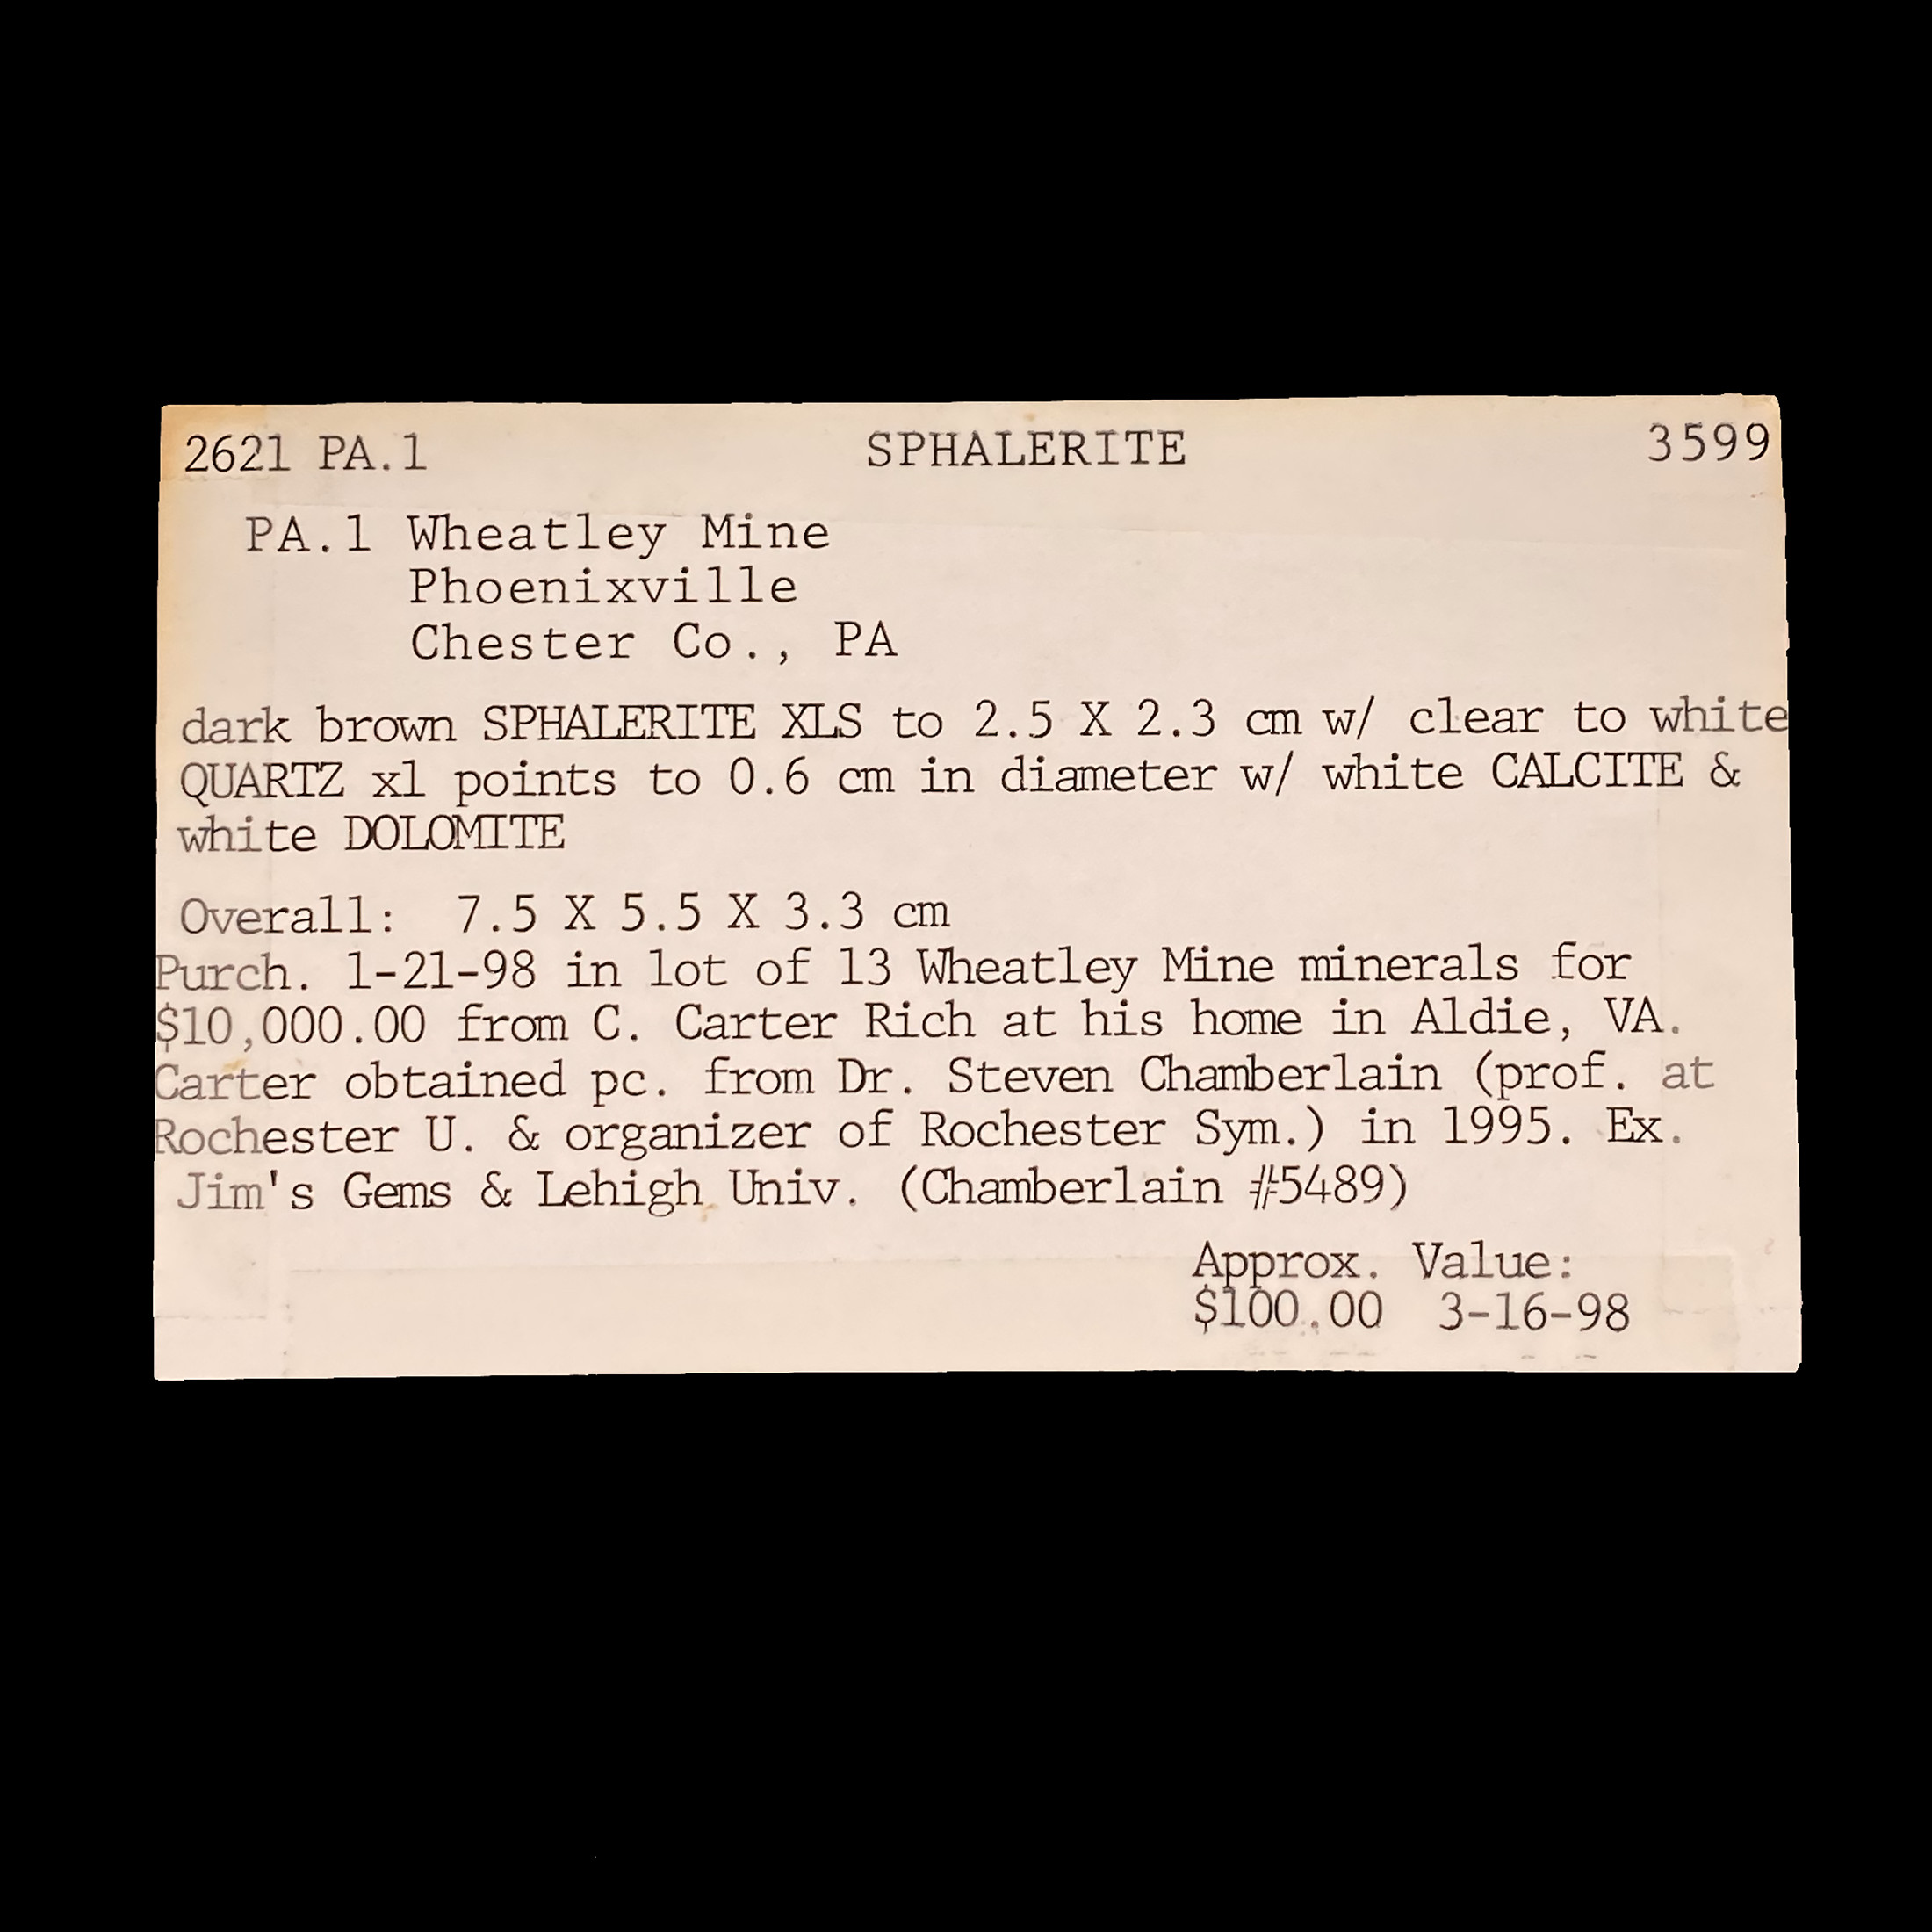 2621 PA.1 SPHALERITE 3599
PA.1 Wheatley Mine
Phoenixville
Chester Co., PA
dark brown SPHALERITE XLS to 2.5 X 2.3 cm w/ clear to white
QUARTZ xl points to 0.6 cm in diameter w/ white CALCITE &
white DOLOMITE
Overall: 7.5 X 5.5 X 3.3 cm
Purch. 1-21-98 in lot of 13 Wheatley Mine minerals for
$10,000.00 from C. Carter Rich at his home in Aldie, VA.
Carter obtained pc. from Dr. Steven Chamberlain (prof. at
Rochester U. & organizer of Rochester Sym.) in 1995. Ex.
Jim's Gems & Lehigh Univ. (Chamberlain #5489)
Approx. Value:
$100.00 3-16-98